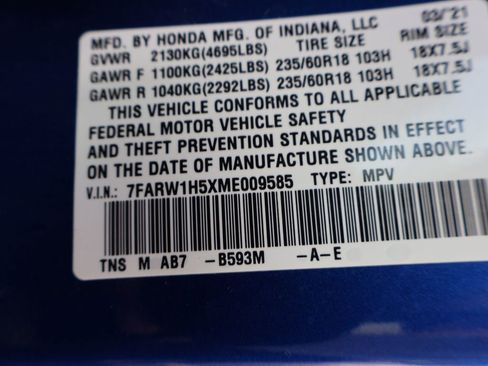 MFD. BY HONDA MFG. OF INDIANA, LLC 03/21
GVWR 2130KG(4695LBS) TIRE SIZE RIM SIZE
GAWR F 1100KG(2425LBS) 235/60R18 103H 18X7.5J
GAWR R 1040KG(2292LBS) 235/60R18 103H 18X7.5J
THIS VEHICLE CONFORMS TO ALL APPLICABLE
FEDERAL MOTOR VEHICLE SAFETY
AND THEFT PREVENTION STANDARDS IN EFFECT
ON THE DATE OF MANUFACTURE SHOWN ABOVE.
V.I.N.: 7FARW1H5XME009585 TYPE: MPV
TNS M AB7 -B593M -A-E